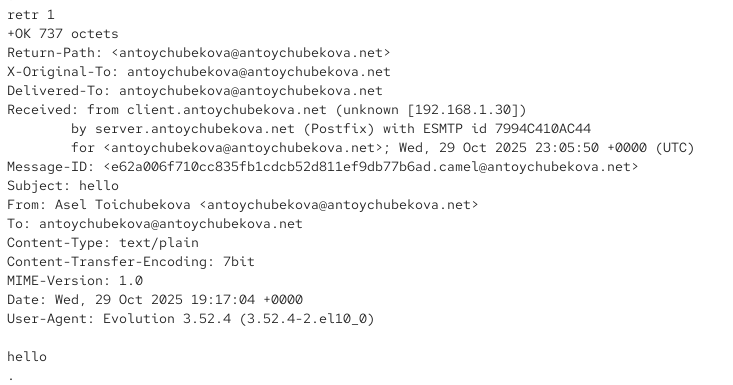 retr 1
+OK 737 octets
Return-Path: <antoychubekova@antoychubekova.net>
X-Original-To: antoychubekova@antoychubekova.net
Delivered-To: antoychubekova@antoychubekova.net
Received: from client.antoychubekova.net (unknown [192.168.1.30])
        by server.antoychubekova.net (Postfix) with ESMTP id 7994C410AC44
        for <antoychubekova@antoychubekova.net>; Wed, 29 Oct 2025 23:05:50 +0000 (UTC)
Message-ID: <e62a006f710cc835fb1cdcb52d811ef9db77b6ad.camel@antoychubekova.net>
Subject: hello
From: Asel Toichubekova <antoychubekova@antoychubekova.net>
To: antoychubekova@antoychubekova.net
Content-Type: text/plain
Content-Transfer-Encoding: 7bit
MIME-Version: 1.0
Date: Wed, 29 Oct 2025 19:17:04 +0000
User-Agent: Evolution 3.52.4 (3.52.4-2.el10_0)

hello
.